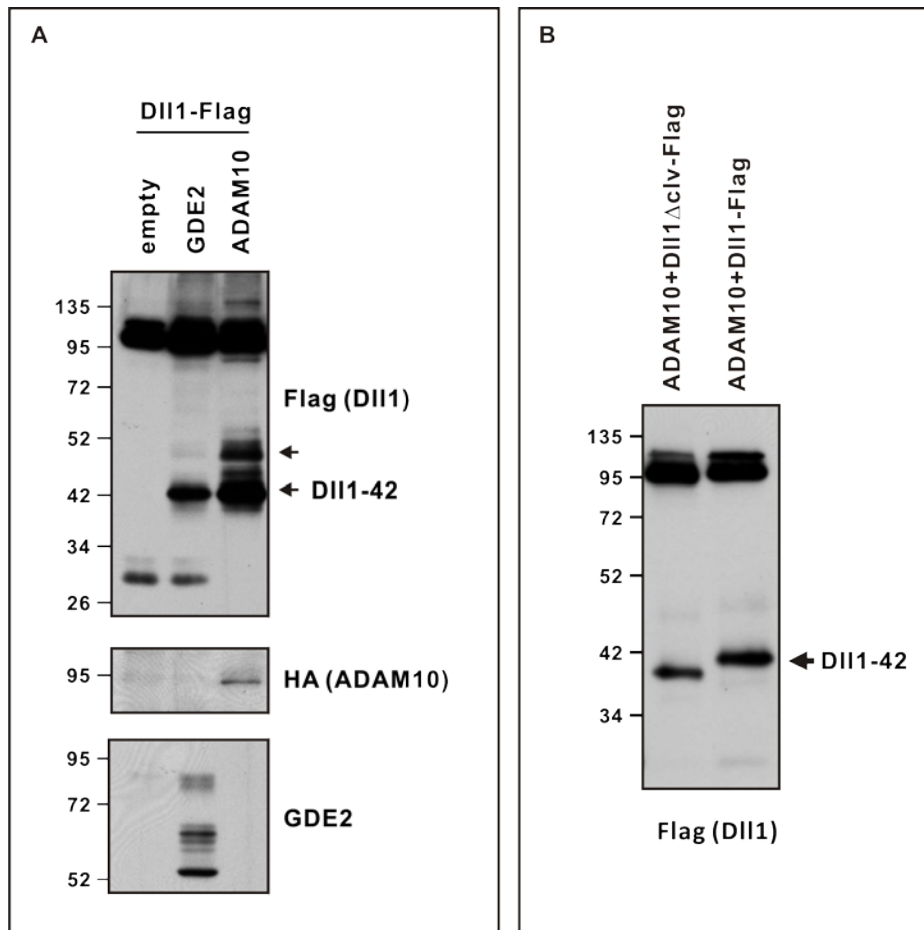 A
Dll1-Flag
empty
GDE2
ADAM10
135
95
72
52
42
34
26
Flag (Dll1)
Dll1-42
95
HA (ADAM10)
95
72
52
GDE2
B
ADAM10+Dll1Δclv-Flag
ADAM10+Dll1-Flag
135
95
72
52
42
34
Dll1-42
Flag (Dll1)